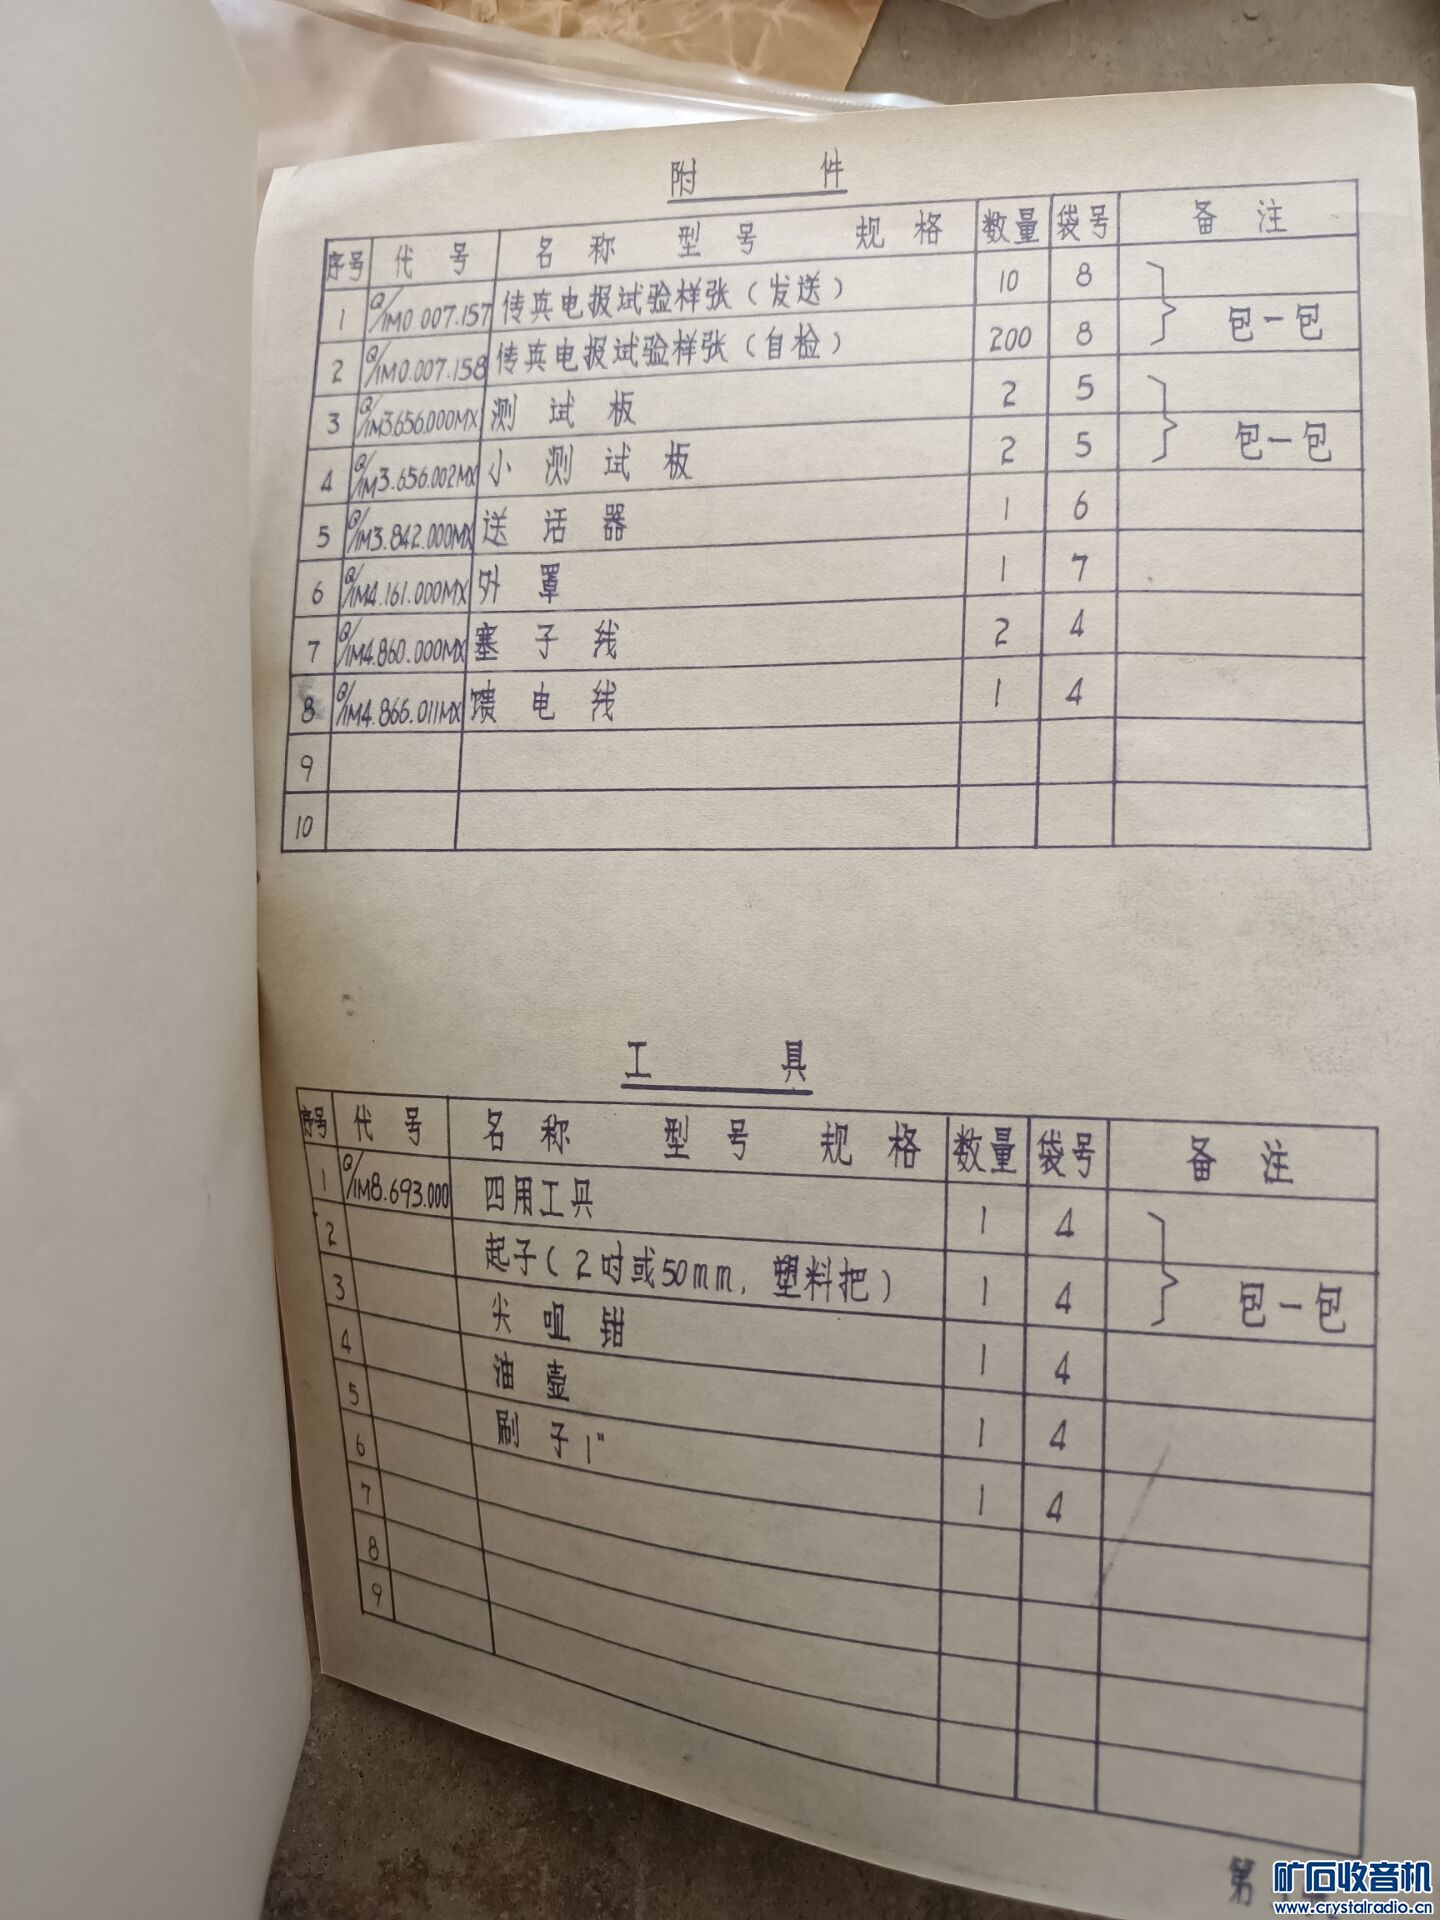 附 件
序号 代 号 名 称 型 号 规 格 数量 袋号 备 注
1 Q/1M0.007.157 传真电报试验样张(发送) 10 8
2 Q/1M0.007.158 传真电报试验样张(自检) 200 8 包一包
3 Q/1M3.656.000MX 测 试 板 2 5
4 Q/1M3.656.002MX 小 测 试 板 2 5 包一包
5 Q/1M3.842.000MX 送 话 器 1 6
6 Q/1M4.161.000MX 外 罩 1 7
7 Q/1M4.860.000MX 塞 子 线 2 4
8 Q/1M4.866.011MX 馈 电 线 1 4
9
10
工 具
序号 代 号 名 称 型 号 规 格 数量 袋号 备 注
1 Q/1M8.693.000 四用工具 1 4
2 起子(2吋或50mm,塑料把) 1 4 包一包
3 尖 咀 钳 1 4
4 油 壶 1 4
5 刷 子 1" 1 4
6
7
8
9
第
矿石收音机
www.crystalradio.cn